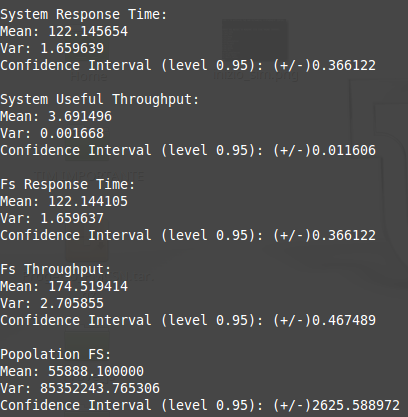 System Response Time:
Mean: 122.145654
Var: 1.659639
Confidence Interval (level 0.95): (+/-)0.366122
System Useful Throughput:
Mean: 3.691496
Var: 0.001668
Confidence Interval (level 0.95): (+/-)0.011606
Fs Response Time:
Mean: 122.144105
Var: 1.659637
Confidence Interval (level 0.95): (+/-)0.366122
Fs Throughput:
Mean: 174.519414
Var: 2.705855
Confidence Interval (level 0.95): (+/-)0.467489
Popolation FS:
Mean: 55888.100000
Var: 85352243.765306
Confidence Interval (level 0.95): (+/-)2625.588972